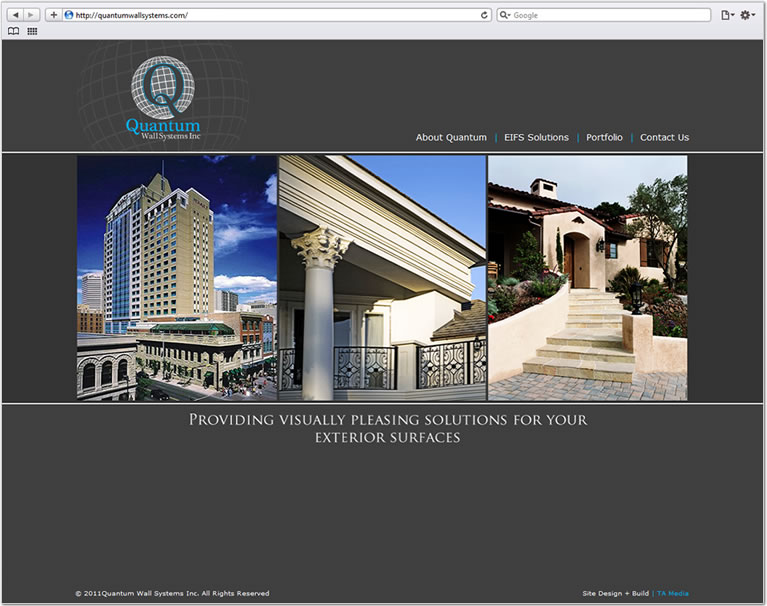 http://quantumwallsystems.com/
Google
Q
Quantum
Wall Systems Inc
About Quantum | EIFS Solutions | Portfolio | Contact Us
Providing visually pleasing solutions for your
exterior surfaces
© 2011Quantum Wall Systems Inc. All Rights Reserved
Site Design + Build | TA Media